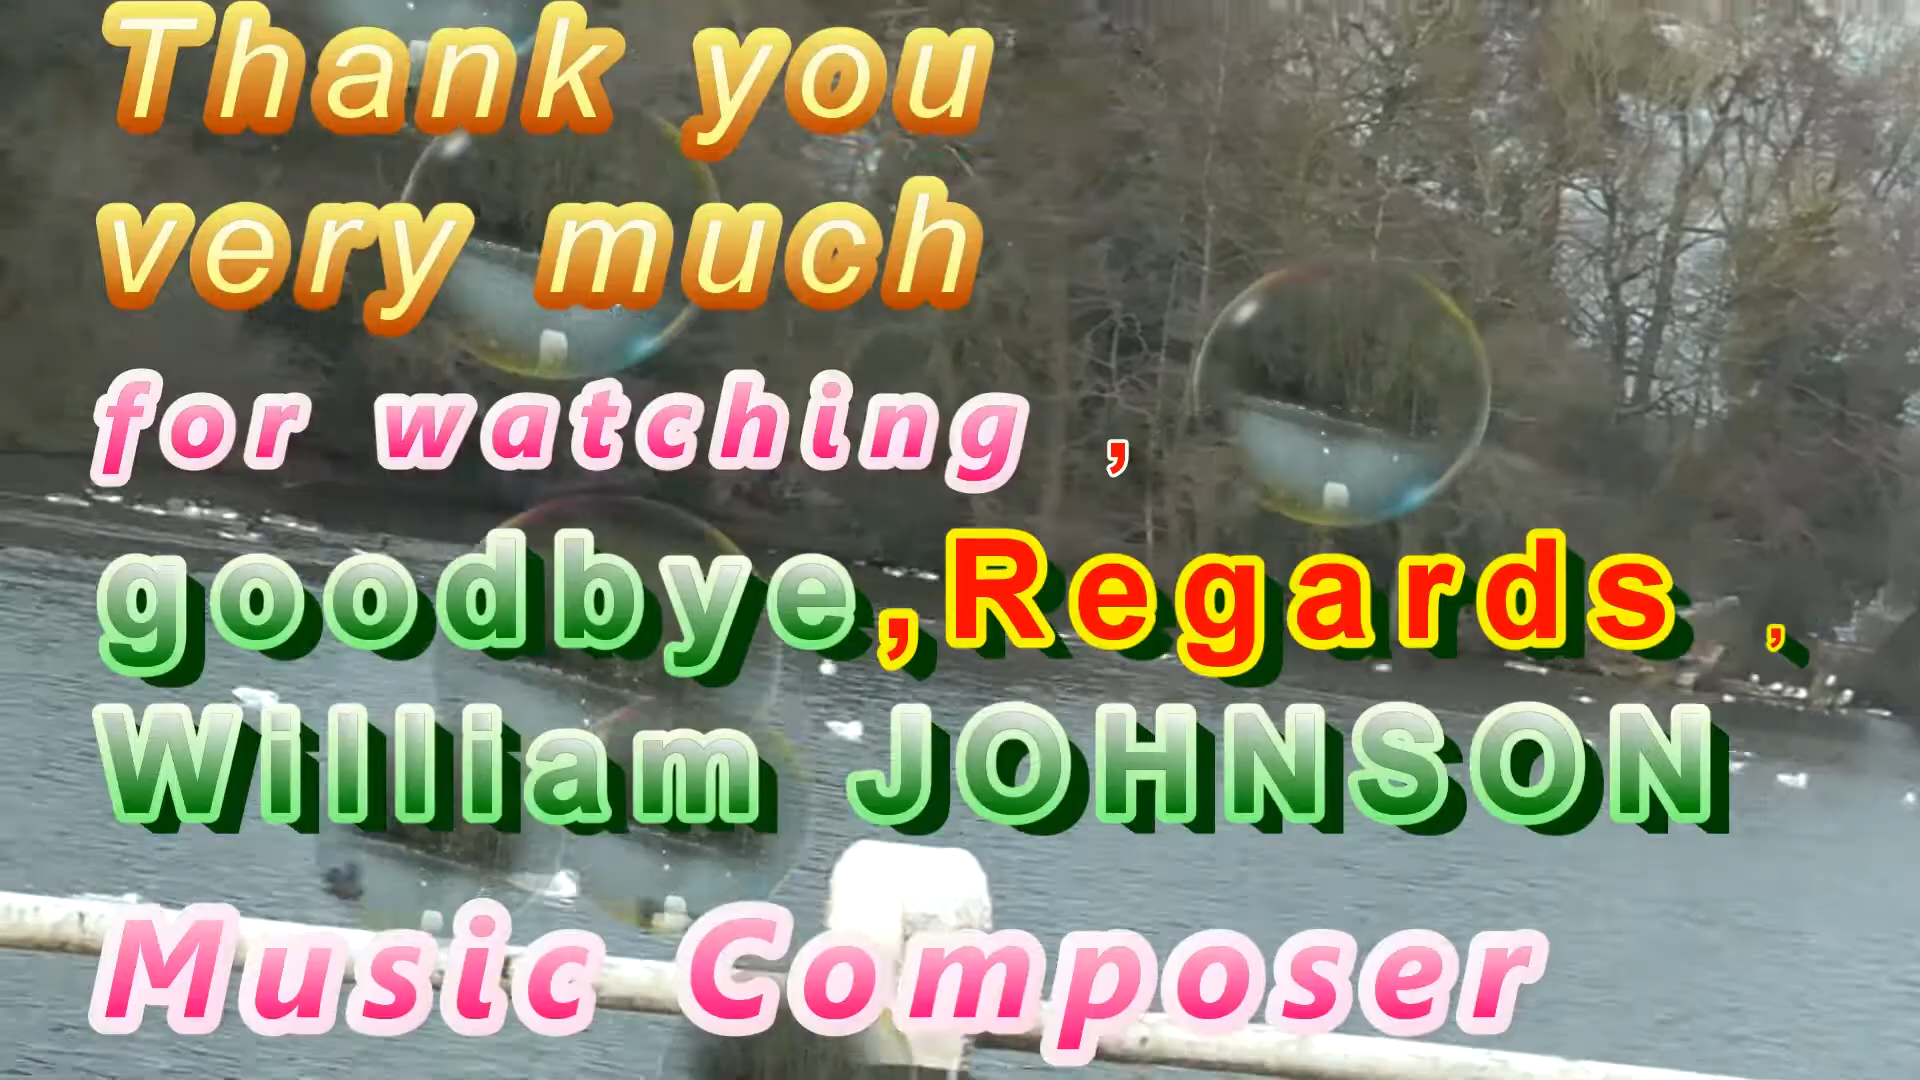 Thank you
very much
for watching ,
goodbye,Regards ,
William JOHNSON
Music Composer